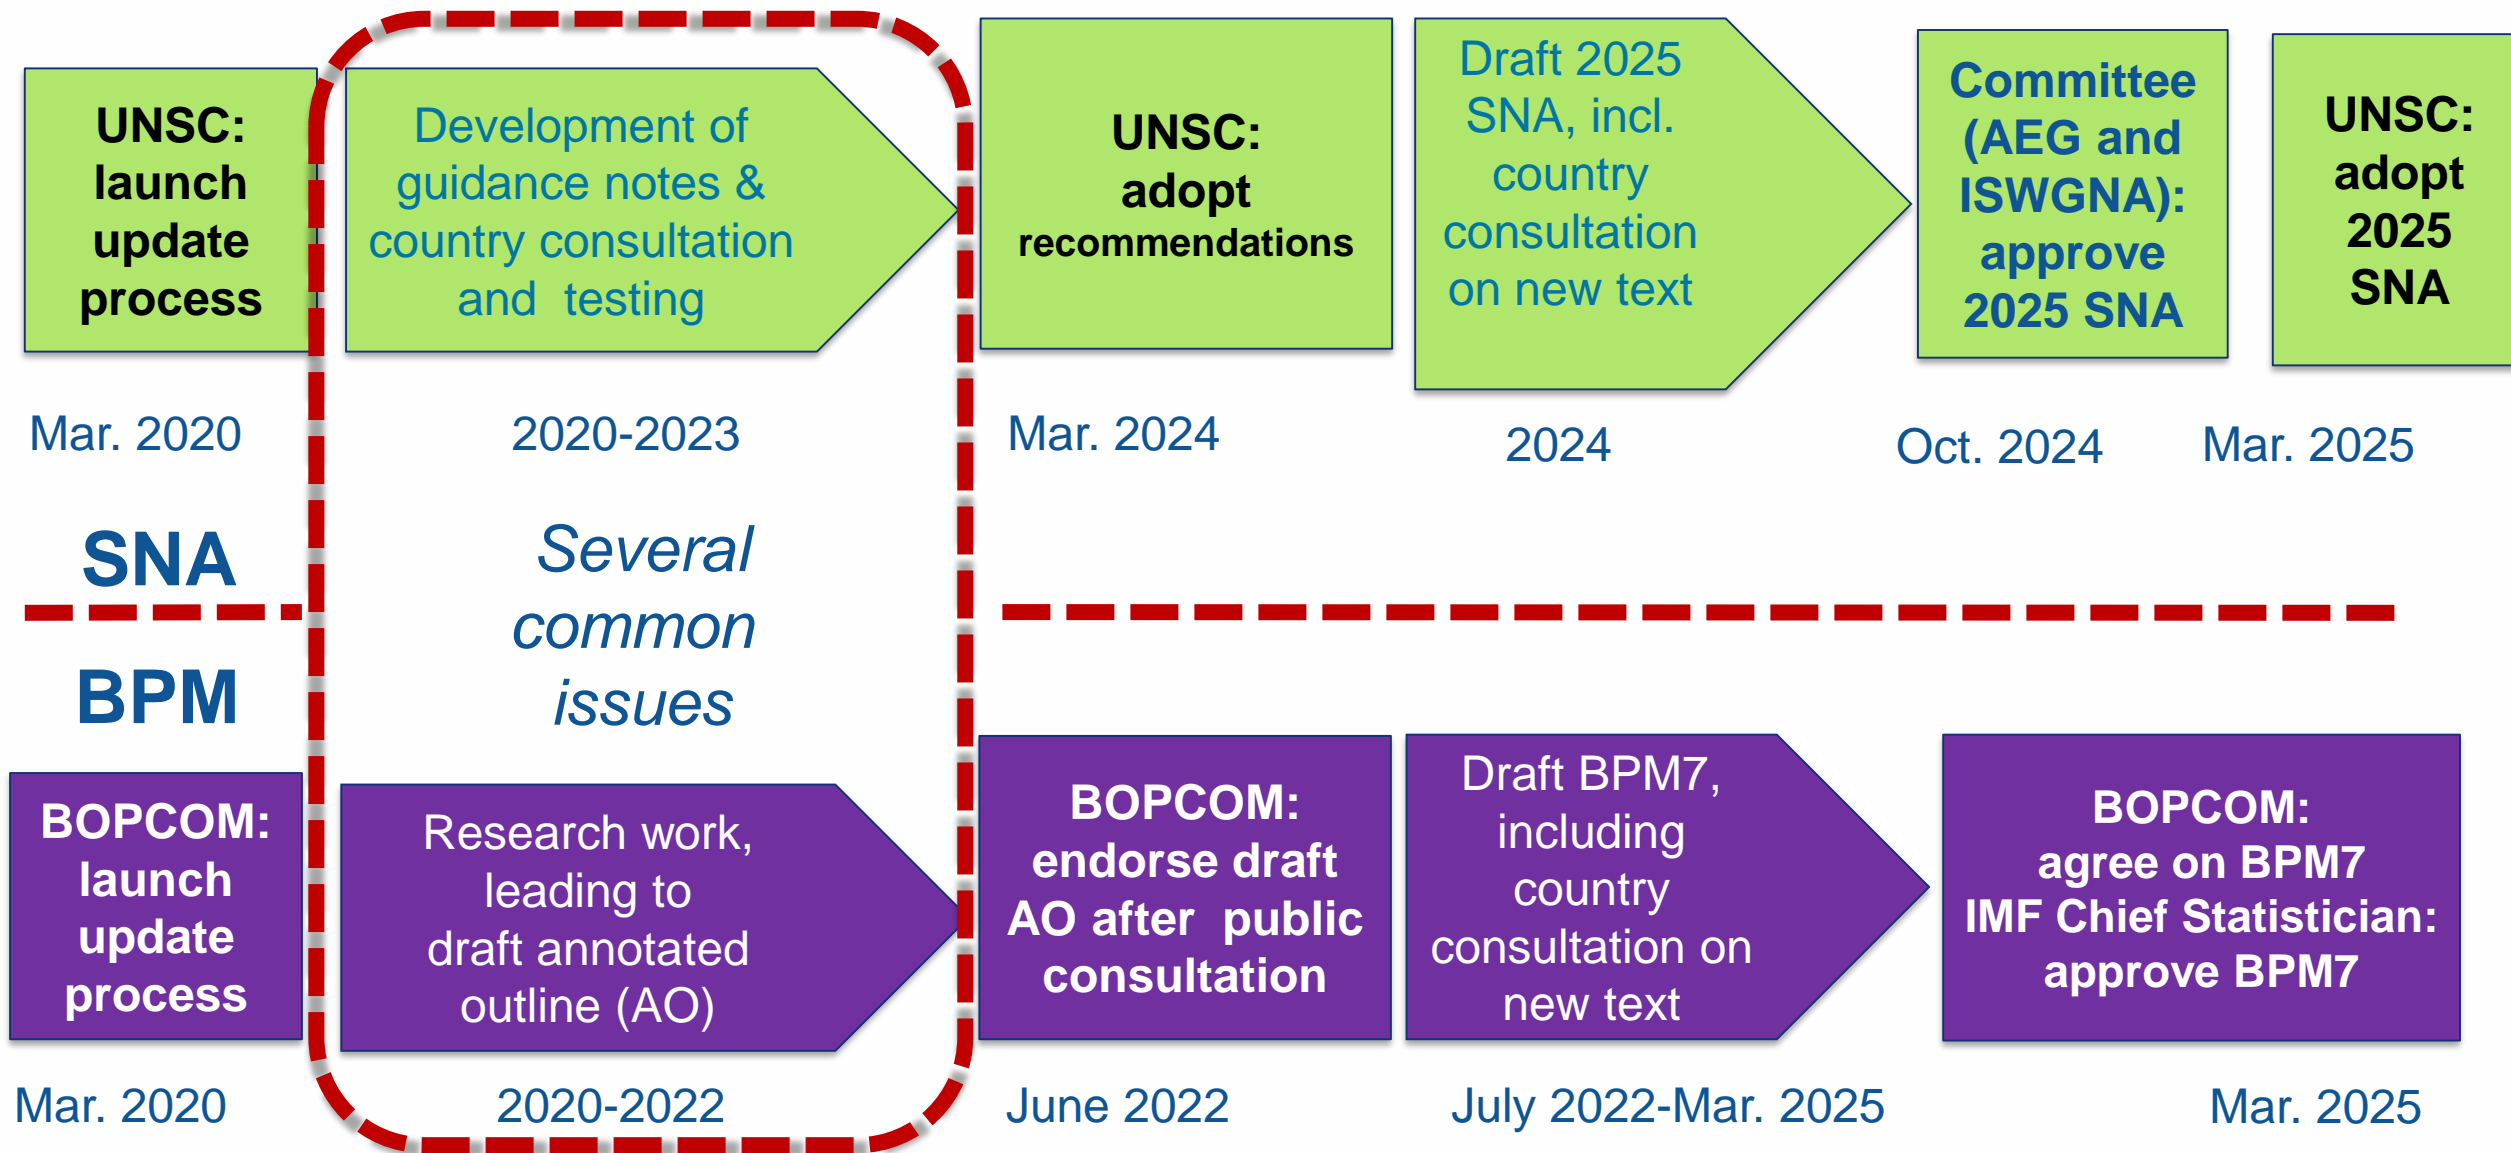 UNSC:
launch
update
process
Development of
guidance notes &
country consultation
and testing
UNSC:
adopt
recommendations
Draft 2025
SNA, incl.
country
consultation
on new text
Committee
(AEG and
ISWGNA):
approve
2025 SNA
UNSC:
adopt
2025
SNA
Mar. 2020
2020-2023
Mar. 2024
2024
Oct. 2024
Mar. 2025
SNA
BPM
Several
common
issues
BOPCOM:
launch
update
process
Research work,
leading to
draft annotated
outline (AO)
BOPCOM:
endorse draft
AO after public
consultation
Draft BPM7,
including
country
consultation on
new text
BOPCOM:
agree on BPM7
IMF Chief Statistician:
approve BPM7
Mar. 2020
2020-2022
June 2022
July 2022-Mar. 2025
Mar. 2025